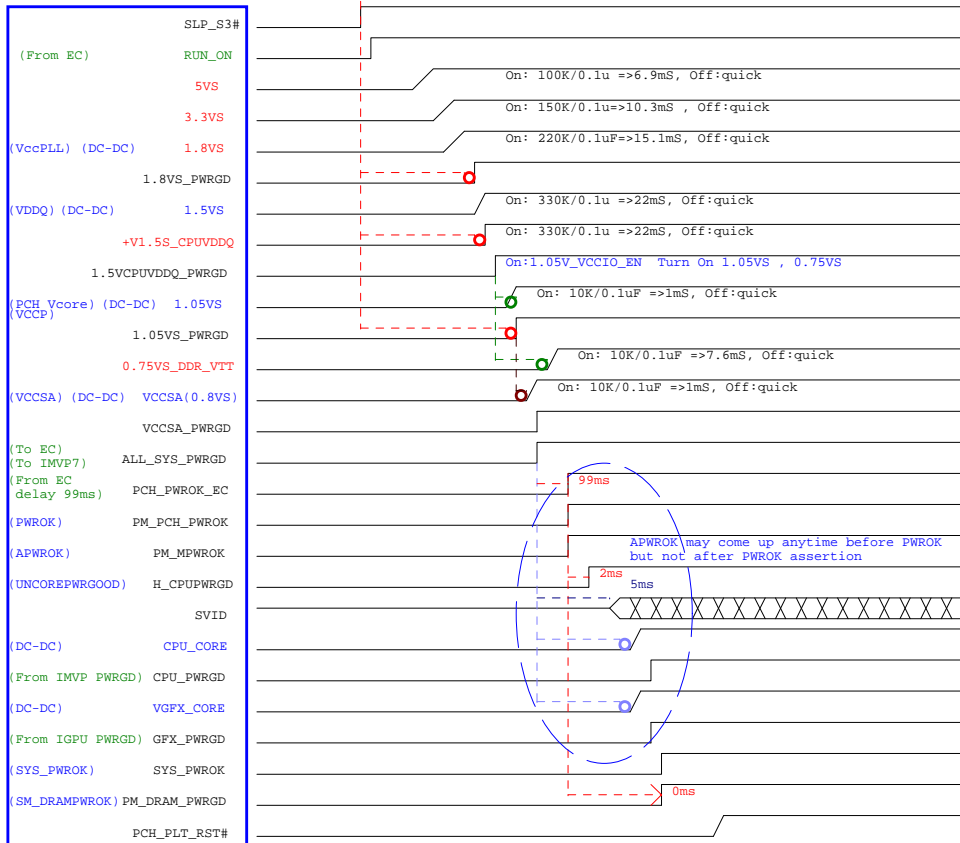 SLP_S3#
(From EC) RUN_ON
5VS On: 100K/0.1u =>6.9mS, Off:quick
3.3VS On: 150K/0.1u=>10.3mS , Off:quick
(VccPLL) (DC-DC) 1.8VS On: 220K/0.1uF=>15.1mS, Off:quick
1.8VS_PWRGD
(VDDQ) (DC-DC) 1.5VS On: 330K/0.1u =>22mS, Off:quick
+V1.5S_CPUVDDQ On: 330K/0.1u =>22mS, Off:quick
1.5VCPUVDDQ_PWRGD On:1.05V_VCCIO_EN Turn On 1.05VS , 0.75VS
(PCH_Vcore) (DC-DC) 1.05VS On: 10K/0.1uF =>1mS, Off:quick
(VCCP)
1.05VS_PWRGD
0.75VS_DDR_VTT On: 10K/0.1uF =>7.6mS, Off:quick
(VCCSA) (DC-DC) VCCSA(0.8VS) On: 10K/0.1uF =>1mS, Off:quick
VCCSA_PWRGD
(To EC)
(To IMVP7) ALL_SYS_PWRGD
(From EC
delay 99ms) PCH_PWROK_EC 99ms
(PWROK) PM_PCH_PWROK
(APWROK) PM_MPWROK APWROK may come up anytime before PWROK
but not after PWROK assertion
(UNCOREPWRGOOD) H_CPUPWRGD 2ms
SVID 5ms
(DC-DC) CPU_CORE
(From IMVP PWRGD) CPU_PWRGD
(DC-DC) VGFX_CORE
(From IGPU PWRGD) GFX_PWRGD
(SYS_PWROK) SYS_PWROK
(SM_DRAMPWROK) PM_DRAM_PWRGD 0ms
PCH_PLT_RST#